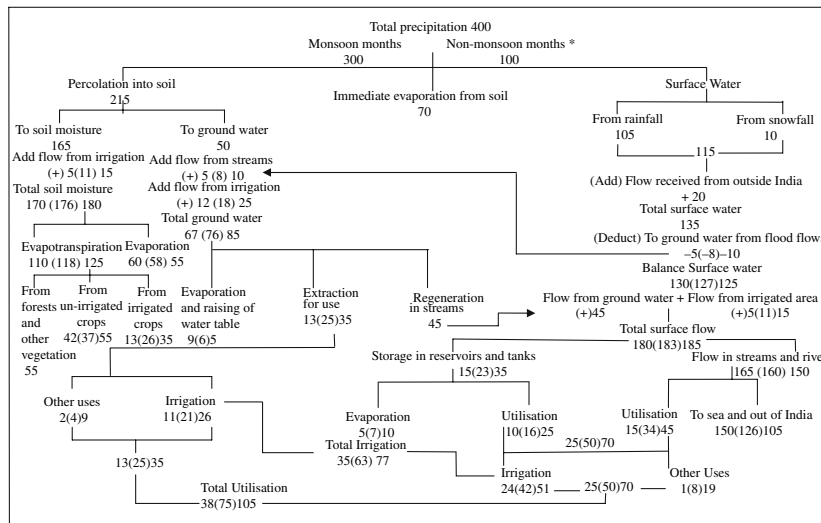 Total precipitation 400
Monsoon months
Non-monsoon months *
300
100
Percolation into soil
215
Immediate evaporation from soil
70
Surface Water
To soil moisture
165
To ground water
50
From rainfall
105
From snowfall
10
115
Add flow from irrigation
(+) 5(11) 15
Total soil moisture
170 (176) 180
Add flow from streams
(+) 5 (8) 10
Add flow from irrigation
(+) 12 (18) 25
Total ground water
67 (76) 85
(Add) Flow received from outside India
+ 20
Total surface water
135
(Deduct) To ground water from flood flows
–5(–8)–10
Balance Surface water
130(127)125
Evapotranspiration
110 (118) 125
Evaporation
60 (58) 55
From
forests
and
other
vegetation
55
From
un-irrigated
crops
42(37)55
From
irrigated
crops
13(26)35
Evaporation
and raising of
water table
9(6)5
Extraction
for use
13(25)35
Regeneration
in streams
45
Flow from ground water + Flow from irrigated area
(+)45
(+)5(11)15
Total surface flow
180(183)185
Storage in reservoirs and tanks
15(23)35
Flow in streams and rive
165 (160) 150
Other uses
2(4)9
Irrigation
11(21)26
Evaporation
5(7)10
Utilisation
10(16)25
Utilisation
15(34)45
To sea and out of India
150(126)105
25(50)70
Total Irrigation
35(63) 77
13(25)35
Irrigation
24(42)51
25(50)70
Other Uses
1(8)19
Total Utilisation
38(75)105